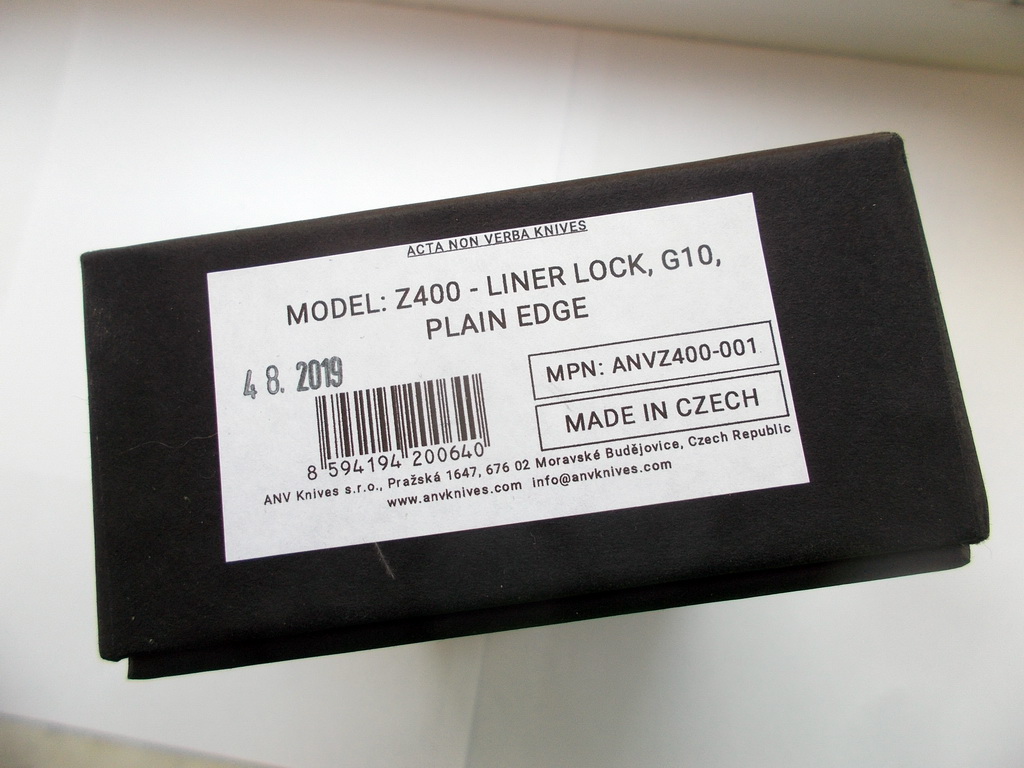 ACTA NON VERBA KNIVES
MODEL: Z400 - LINER LOCK, G10,
PLAIN EDGE
4 8. 2019
MPN: ANVZ400-001
MADE IN CZECH
8 594194 200640
ANV Knives s.r.o., Pražská 1647, 676 02 Moravské Budějovice, Czech Republic
www.anvknives.com info@anvknives.com